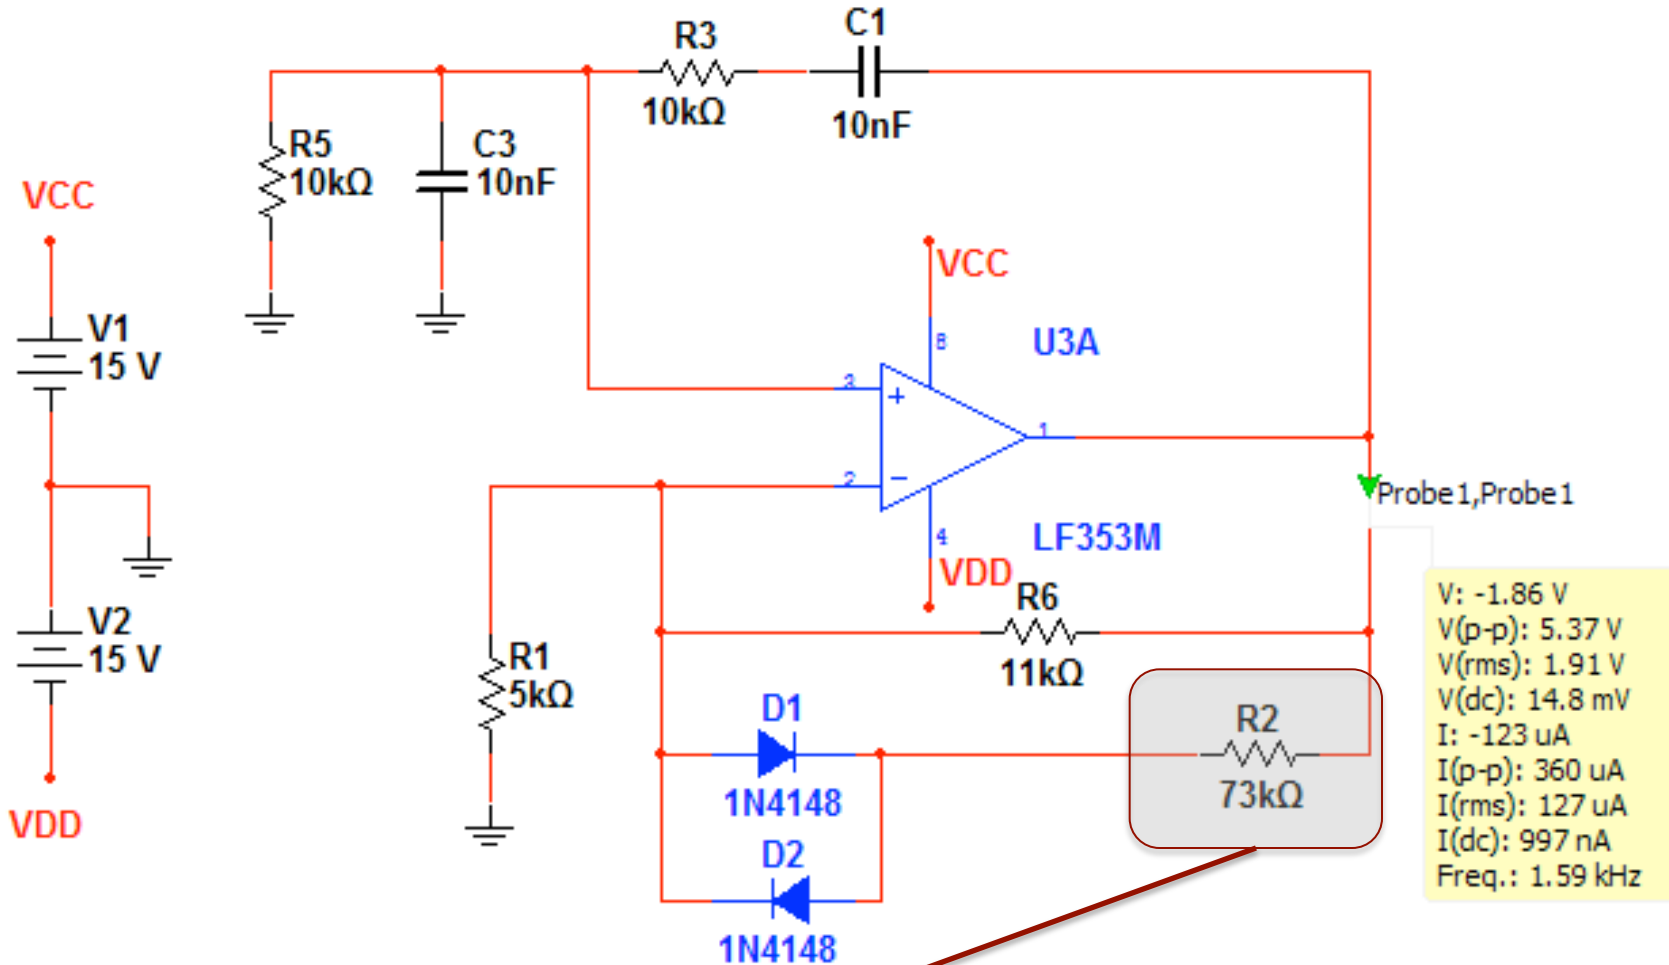 R3
10kΩ
C1
10nF
R5
10kΩ
C3
10nF
VCC
V1
15 V
V2
15 V
VDD
VCC
8
U3A
3
+
1
2
−
4
LF353M
VDD
Probe1,Probe1
R6
11kΩ
R1
5kΩ
D1
1N4148
D2
1N4148
R2
73kΩ
V: -1.86 V
V(p-p): 5.37 V
V(rms): 1.91 V
V(dc): 14.8 mV
I: -123 uA
I(p-p): 360 uA
I(rms): 127 uA
I(dc): 997 nA
Freq.: 1.59 kHz